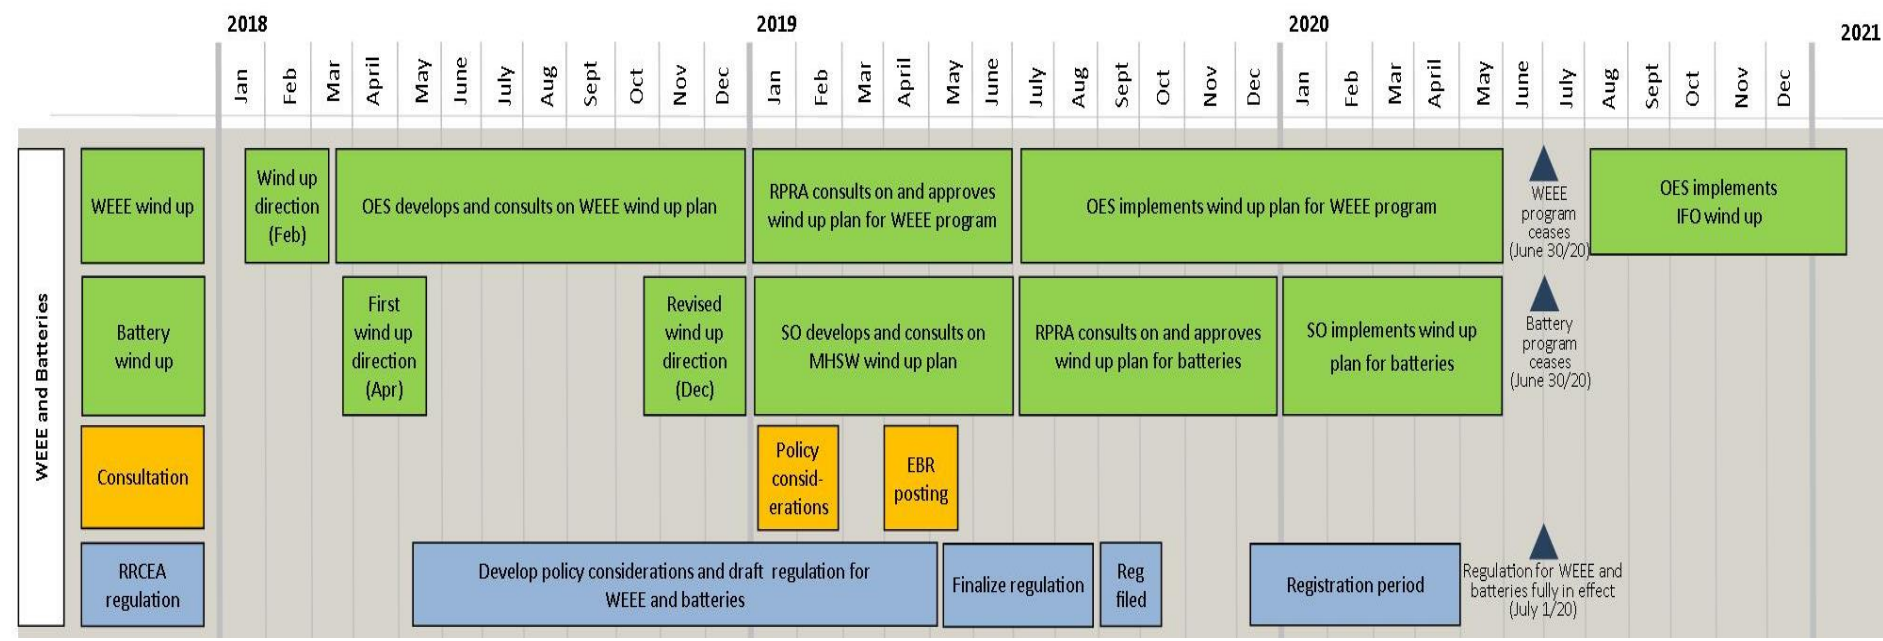 2018
2019
2020
2021
Jan
Feb
Mar
April
May
June
July
Aug
Sept
Oct
Nov
Dec
Jan
Feb
Mar
April
May
June
July
Aug
Sept
Oct
Nov
Dec
Jan
Feb
Mar
April
May
June
July
Aug
Sept
Oct
Nov
Dec
WEEE and Batteries
WEEE wind up
Wind up
direction
(Feb)
OES develops and consults on WEEE wind up plan
RPRA consults on and approves
wind up plan for WEEE program
OES implements wind up plan for WEEE program
WEEE
program
ceases
(June 30/20)
OES implements
IFO wind up
Battery
wind up
First
wind up
direction
(Apr)
Revised
wind up
direction
(Dec)
SO develops and consults on
MHSW wind up plan
RPRA consults on and approves
wind up plan for batteries
SO implements wind up
plan for batteries
Battery
program
ceases
(June 30/20)
Consultation
Policy
consid-
erations
EBR
posting
RRCEA
regulation
Develop policy considerations and draft regulation for
WEEE and batteries
Finalize regulation
Reg
filed
Registration period
Regulation for WEEE and
batteries fully in effect
(July 1/20)